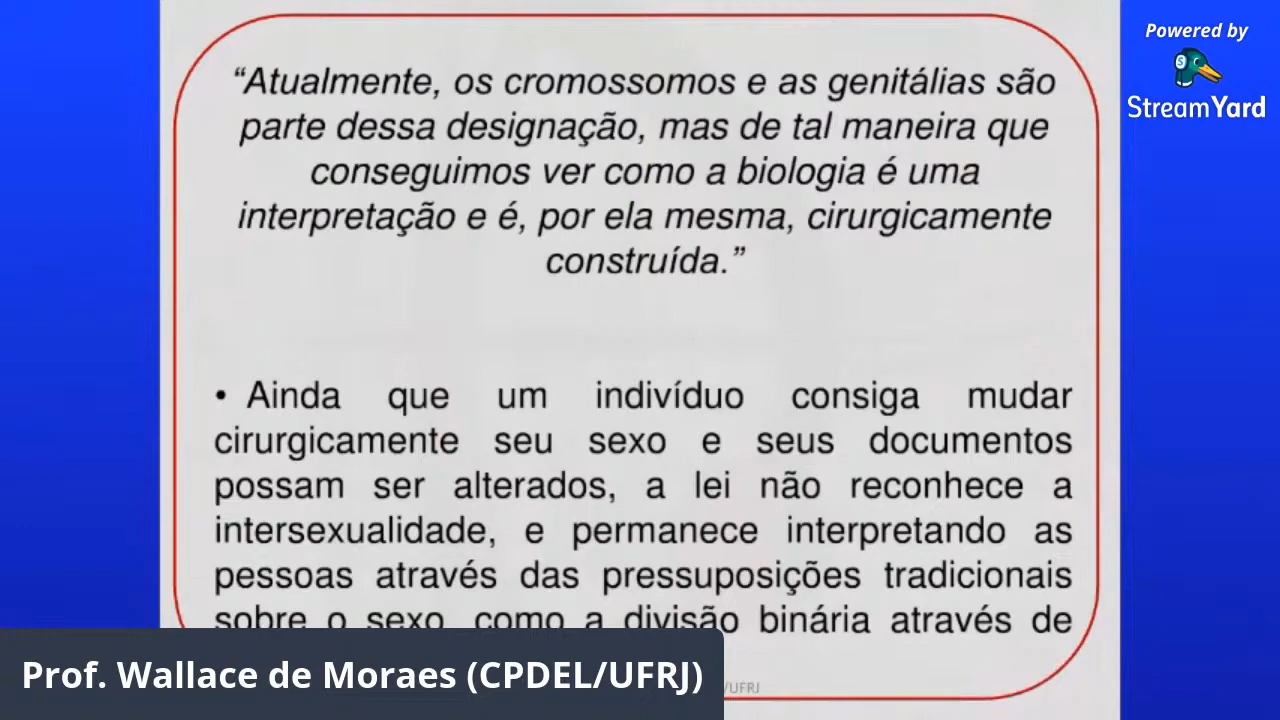 “Atualmente, os cromossomos e as genitálias são
parte dessa designação, mas de tal maneira que
conseguimos ver como a biologia é uma
interpretação e é, por ela mesma, cirurgicamente
construída.”
• Ainda que um indivíduo consiga mudar
cirurgicamente seu sexo e seus documentos
possam ser alterados, a lei não reconhece a
intersexualidade, e permanece interpretando as
pessoas através das pressuposições tradicionais
sobre o sexo, como a divisão binária através de
/UFRJ
Prof. Wallace de Moraes (CPDEL/UFRJ)
Powered by
StreamYard